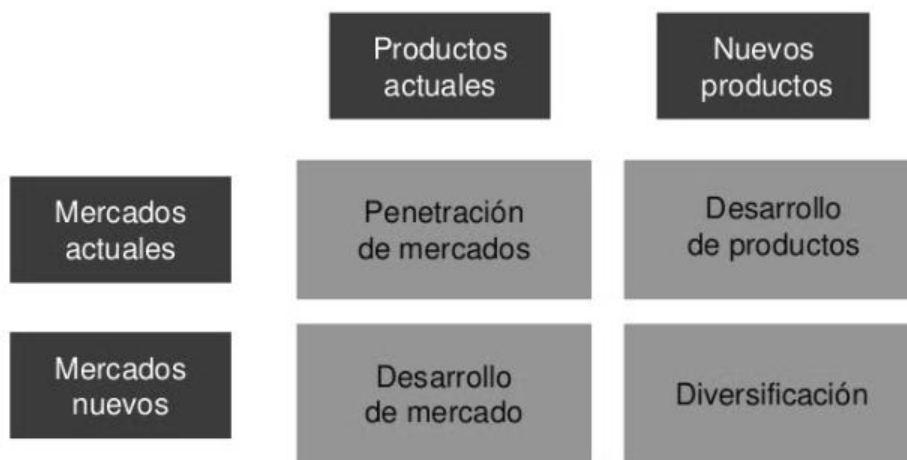 Productos
actuales
Nuevos
productos
Mercados
actuales
Penetración
de mercados
Desarrollo
de productos
Mercados
nuevos
Desarrollo
de mercado
Diversificación